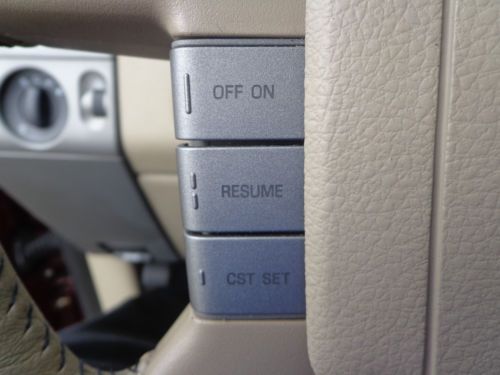 OFF ON
RESUME
CST SET